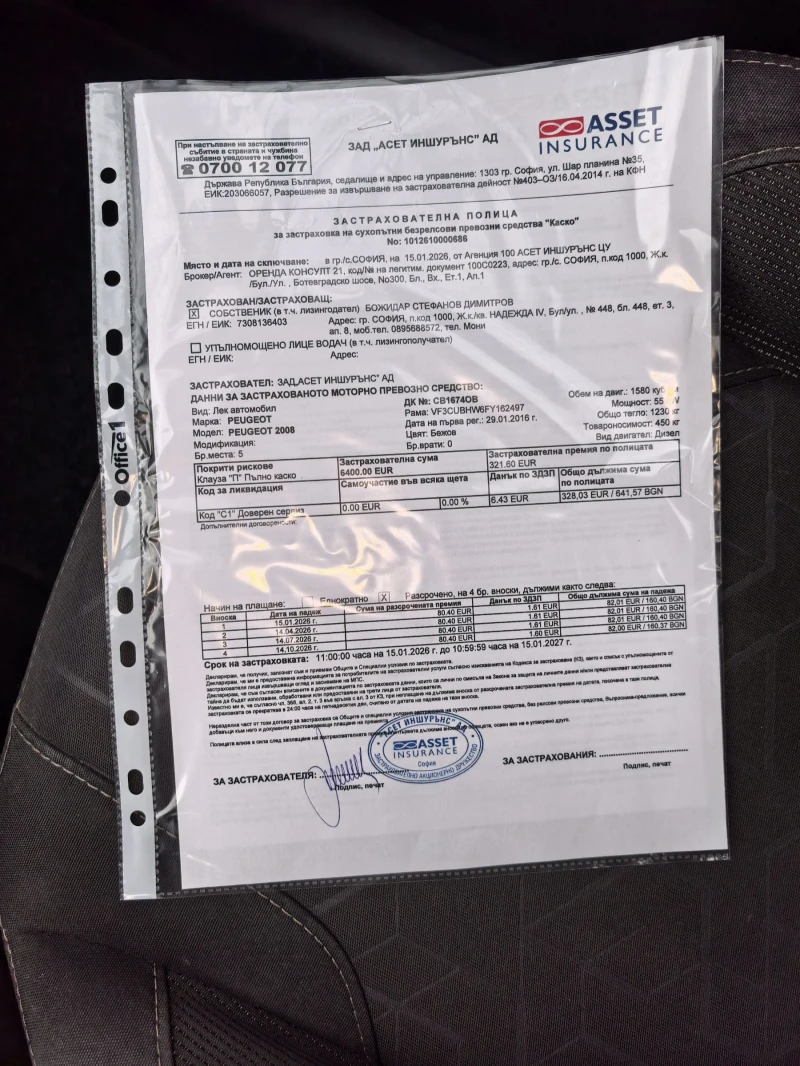 При настъпване на застрахователно
събитие в страната и чужбина
незабавно уведомете на телефон
☎ 0700 12 077
ЗАД „АСЕТ ИНШУРЪНС" АД
ASSET
INSURANCE
Държава Република България, седалище и адрес на управление: 1303 гр. София, ул. Шар планина №35,
ЕИК:203066057, Разрешение за извършване на застрахователна дейност №403–ОЗ/16.04.2014 г. на КФН
ЗАСТРАХОВАТЕЛНА ПОЛИЦА
за застраховка на сухопътни безрелсови превозни средства "Каско"
No: 1012610000686
Място и дата на сключване: в гр./с.СОФИЯ, на 15.01.2026, от Агенция 100 АСЕТ ИНШУРЪНС ЦУ
Брокер/Агент: ОРЕНДА КОНСУЛТ 21, код/№ на легитим. документ 100C0223, адрес: гр./с. СОФИЯ, п.код 1000, Ж.к.
/Бул./Ул. , Ботевградско шосе, No300, Бл., Вх., Ет.1, Ап.1
ЗАСТРАХОВАН/ЗАСТРАХОВАЩ:
X СОБСТВЕНИК (в т.ч. лизингодател) БОЖИДАР СТЕФАНОВ ДИМИТРОВ
ЕГН / ЕИК: 7308136403 Адрес: гр. СОФИЯ, п.код 1000, Ж.к./кв. НАДЕЖДА IV, Бул/ул. , № 448, бл. 448, ет. 3,
ап. 8, моб.тел. 0895688572, тел. Мони
УПЪЛНОМОЩЕНО ЛИЦЕ ВОДАЧ (в т.ч. лизингополучател)
ЕГН / ЕИК: Адрес:
ЗАСТРАХОВАТЕЛ: ЗАД„АСЕТ ИНШУРЪНС" АД
ДАННИ ЗА ЗАСТРАХОВАНОТО МОТОРНО ПРЕВОЗНО СРЕДСТВО:
Вид: Лек автомобил ДК №: CB1674OB Обем на двиг.: 1580
Марка: PEUGEOT Рама: VF3CUBHW6FY162497 Мощност: 55
Модел: PEUGEOT 2008 Дата на първа рег.: 29.01.2016 г. Общо тегло: 1230 кг
Модификация: Цвят: Бежов Товароносимост: 450 кг
Бр.места: 5 Бр.врати: 0 Вид двигател: Дизел
Покрити рискове Застрахователна сума Застрахователна премия по полицата
Клауза "П" Пълно каско 6400.00 EUR 321.60 EUR
Код за ликвидация Самоучастие във всяка щета Данък по ЗДЗП Общо дължима сума
по полицата
Код "С1" Доверен сервиз 0.00 EUR 0.00 % 6.43 EUR 328,03 EUR / 641,57 BGN
Допълнителни договорености:
Начин на плащане: Еднократно X Разсрочено, на 4 бр. вноски, дължими както следва:
Вноска Дата на падеж Сума на разсрочената премия Данък по ЗДЗП Общо дължима сума на падежа
1 15.01.2026 г. 80.40 EUR 1.61 EUR 82,01 EUR / 160,40 BGN
2 14.04.2026 г. 80.40 EUR 1.61 EUR 82,01 EUR / 160,40 BGN
3 14.07.2026 г. 80.40 EUR 1.61 EUR 82,01 EUR / 160,40 BGN
4 14.10.2026 г. 80.40 EUR 1.60 EUR 82,00 EUR / 160,37 BGN
Срок на застраховката: 11:00:00 часа на 15.01.2026 г. до 10:59:59 часа на 15.01.2027 г.
Декларирам, че получих, запознат съм и приемам Общите и Специални условия по застраховката.
ЗА ЗАСТРАХОВАТЕЛЯ:
Подпис, печат
"АСЕТ ИНШУРЪНС" АД
ASSET
INSURANCE
София
ЗАСТРАХОВАТЕЛНО АКЦИОНЕРНО ДРУЖЕСТВО
ЗА ЗАСТРАХОВАНИЯ:
Подпис, печат
Office1